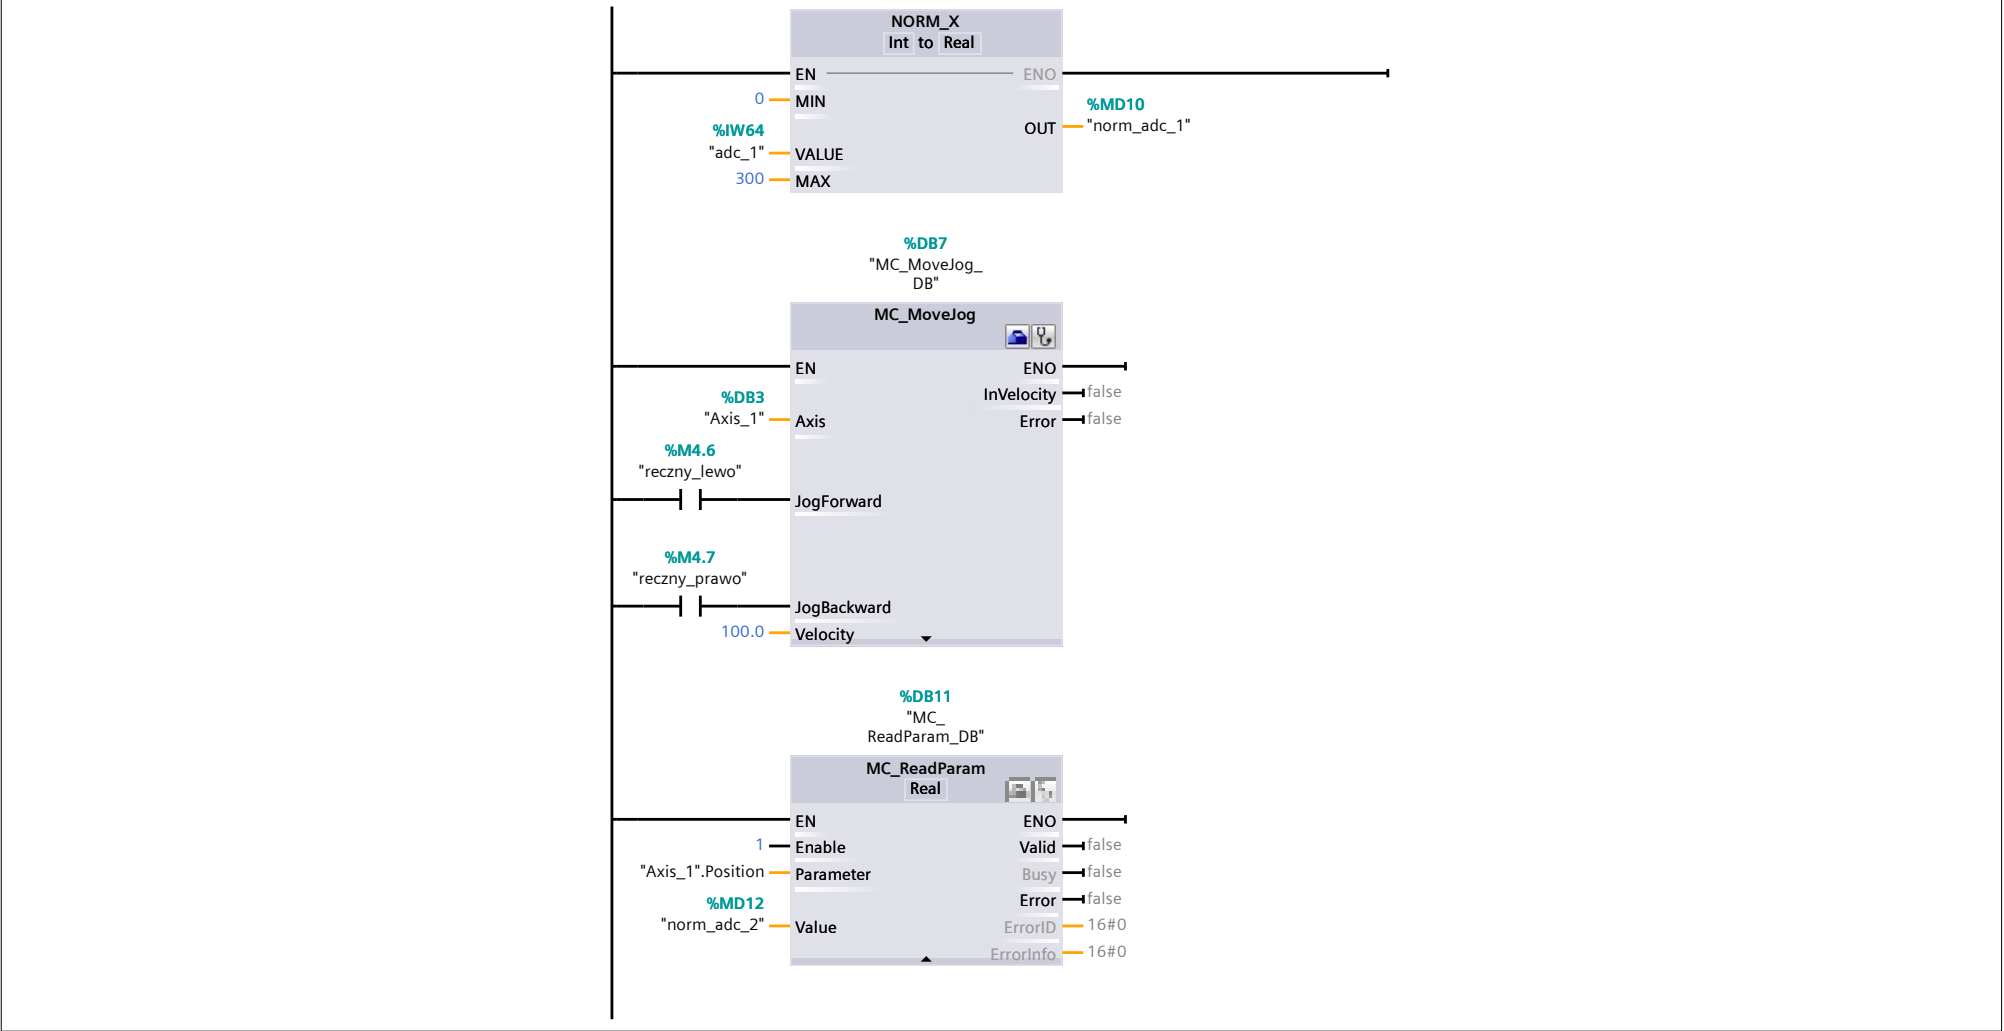 NORM_X
Int to Real
EN ENO
0 MIN
%MD10
"norm_adc_1"
OUT
%IW64
"adc_1"
VALUE
300 MAX
%DB7
"MC_MoveJog_
DB"
MC_MoveJog
EN ENO
InVelocity false
%DB3
"Axis_1"
Axis
Error false
%M4.6
"reczny_lewo"
JogForward
%M4.7
"reczny_prawo"
JogBackward
100.0 Velocity
%DB11
"MC_
ReadParam_DB"
MC_ReadParam
Real
EN ENO
1 Enable Valid false
"Axis_1".Position Parameter Busy false
%MD12
"norm_adc_2"
Value
Error false
ErrorID 16#0
ErrorInfo 16#0